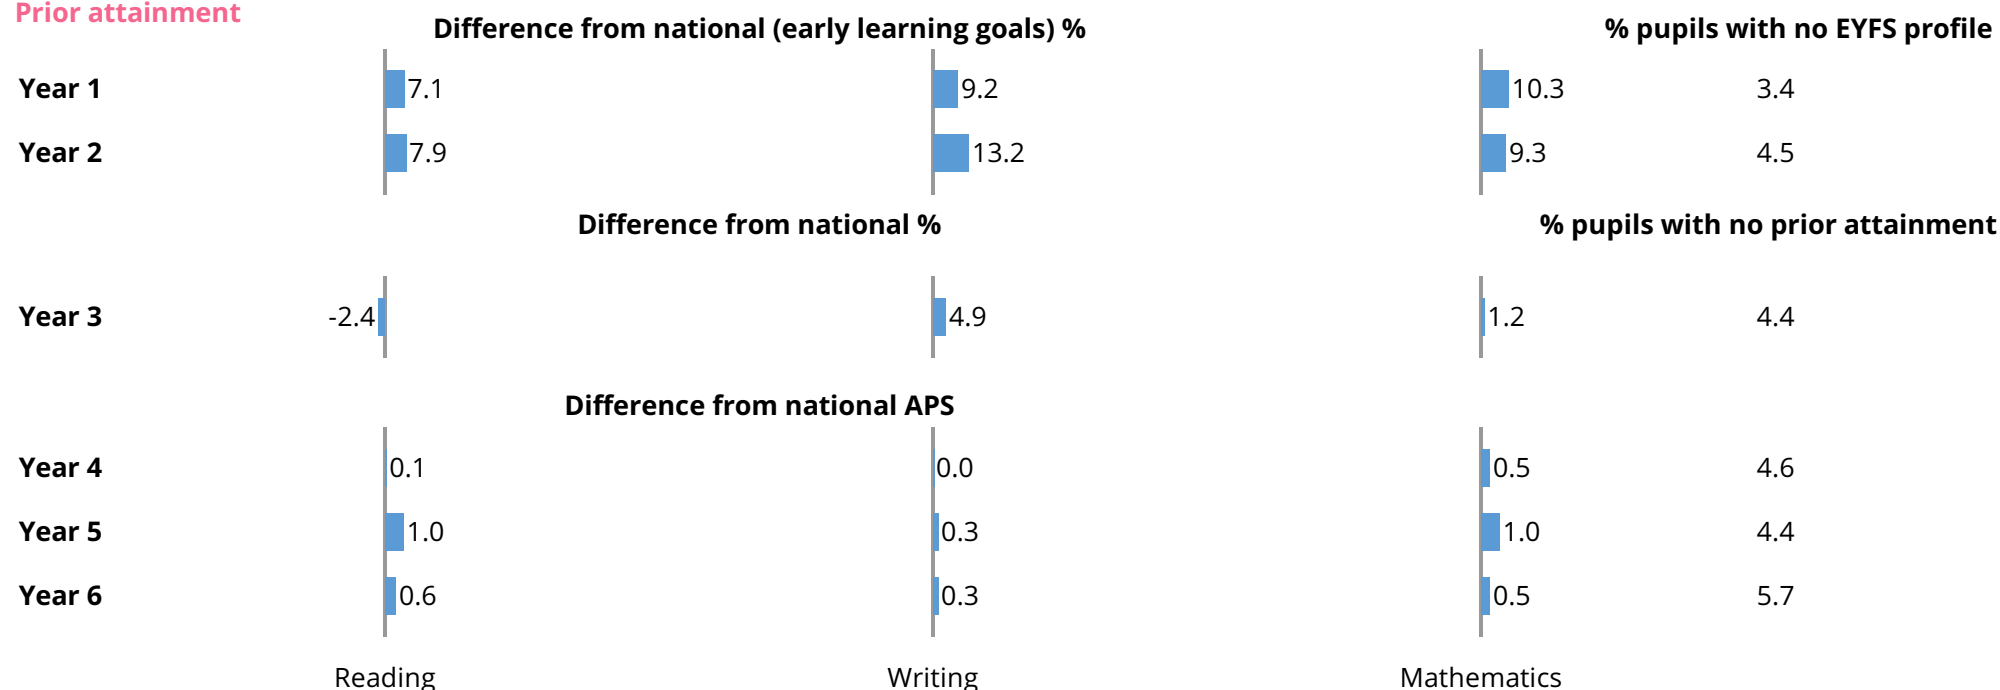 Prior attainment
Difference from national (early learning goals) % % pupils with no EYFS profile
Year 1 7.1 9.2 10.3 3.4
Year 2 7.9 13.2 9.3 4.5
Difference from national % % pupils with no prior attainment
Year 3 -2.4 4.9 1.2 4.4
Difference from national APS
Year 4 0.1 0.0 0.5 4.6
Year 5 1.0 0.3 1.0 4.4
Year 6 0.6 0.3 0.5 5.7
Reading Writing Mathematics